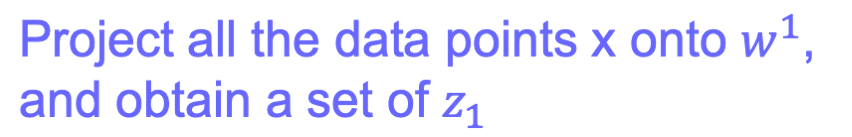 Project all the data points x onto w¹,
and obtain a set of z₁